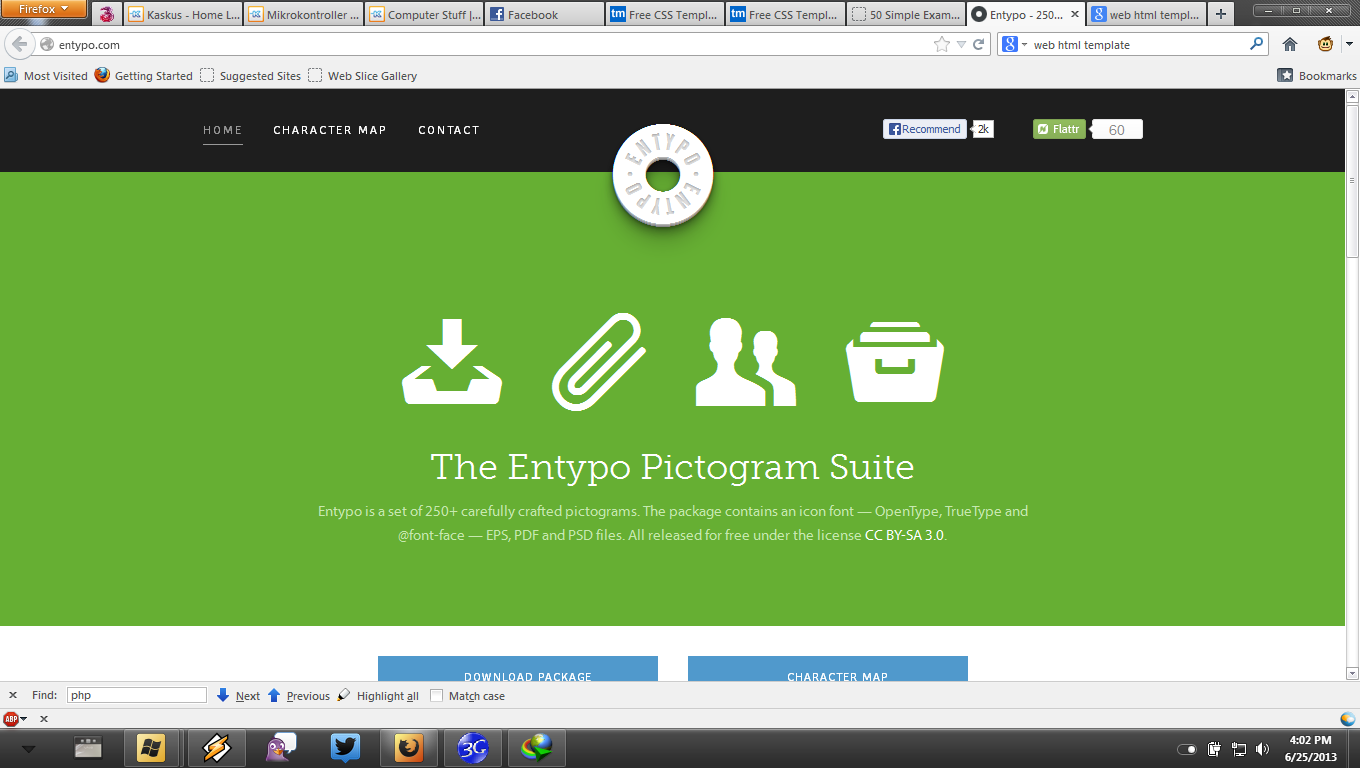 Firefox
Kaskus - Home L...
Mikrokontroller ...
Computer Stuff |...
Facebook
tm Free CSS Templ...
tm Free CSS Templ...
50 Simple Exam...
Entypo - 250...
web html templ...
entypo.com
web html template
Most Visited
Getting Started
Suggested Sites
Web Slice Gallery
Bookmarks
HOME
CHARACTER MAP
CONTACT
Recommend
2k
Flattr
60
ENTYPO · ENTYPO ·
The Entypo Pictogram Suite
Entypo is a set of 250+ carefully crafted pictograms. The package contains an icon font — OpenType, TrueType and
@font-face — EPS, PDF and PSD files. All released for free under the license CC BY-SA 3.0.
DOWNLOAD PACKAGE
CHARACTER MAP
Find:
php
Next
Previous
Highlight all
Match case
ABP
3G
4:02 PM
6/25/2013